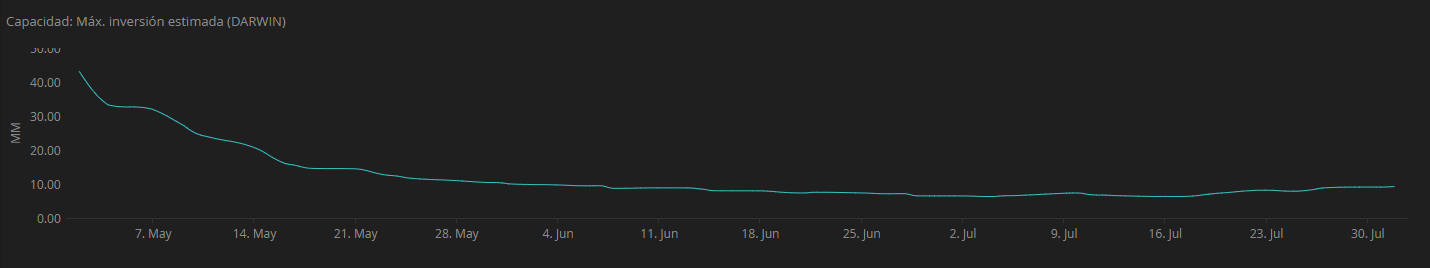 Capacidad: Máx. inversión estimada (DARWIN)
50.00
40.00
30.00
20.00
10.00
0.00
MM
7. May
14. May
21. May
28. May
4. Jun
11. Jun
18. Jun
25. Jun
2. Jul
9. Jul
16. Jul
23. Jul
30. Jul